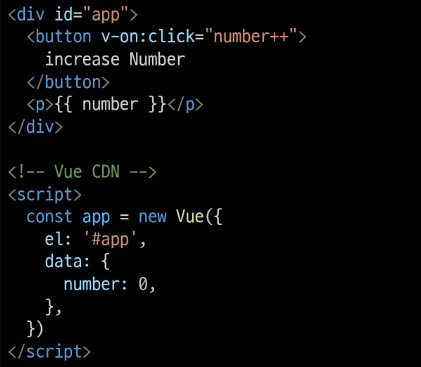 <div id="app">
  <button v-on:click="number++">
    increase Number
  </button>
  <p>{{ number }}</p>
</div>

<!-- Vue CDN -->
<script>
  const app = new Vue({
    el: '#app',
    data: {
      number: 0,
    },
  })
</script>